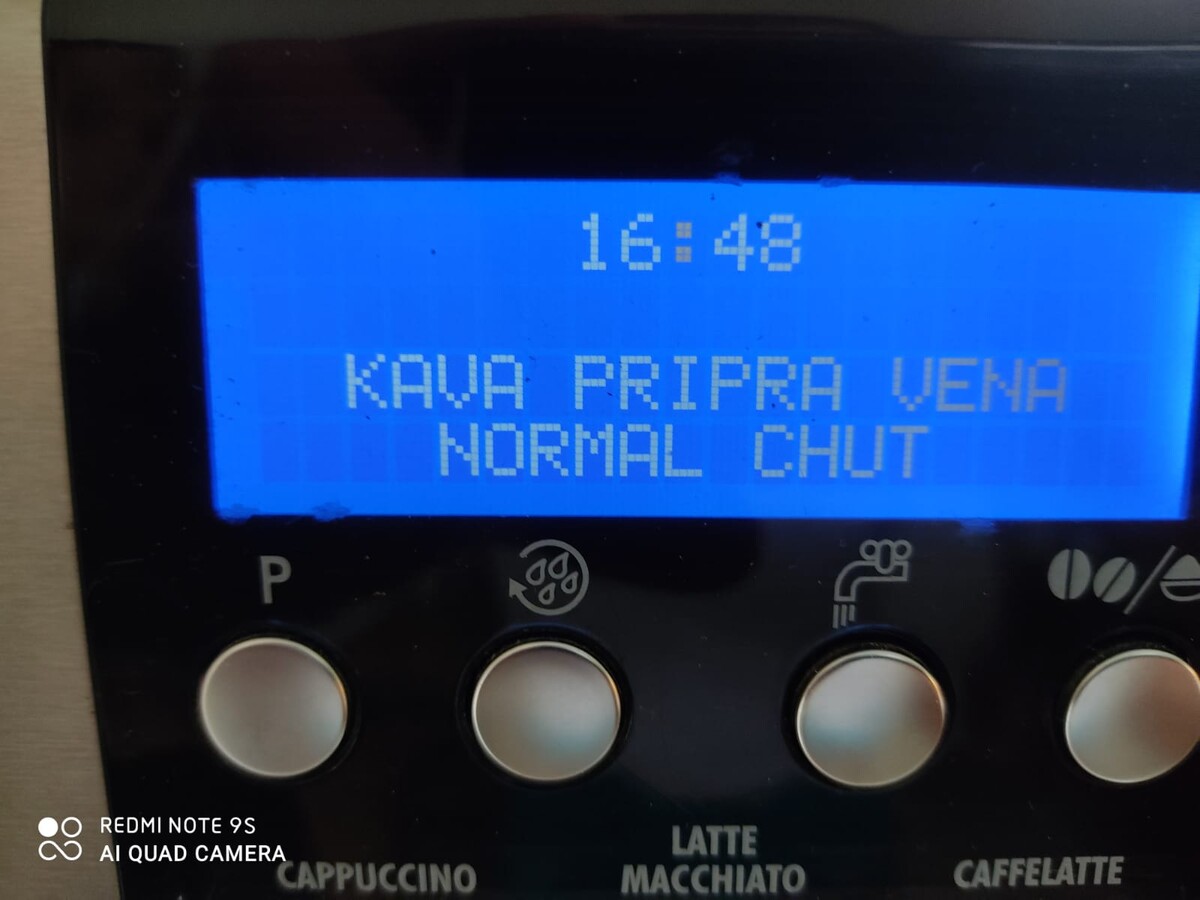 16:48
KAVA PRIPRA VENA
NORMAL CHUT
P
CAPPUCCINO
LATTE
MACCHIATO
CAFFELATTE
REDMI NOTE 9S
AI QUAD CAMERA